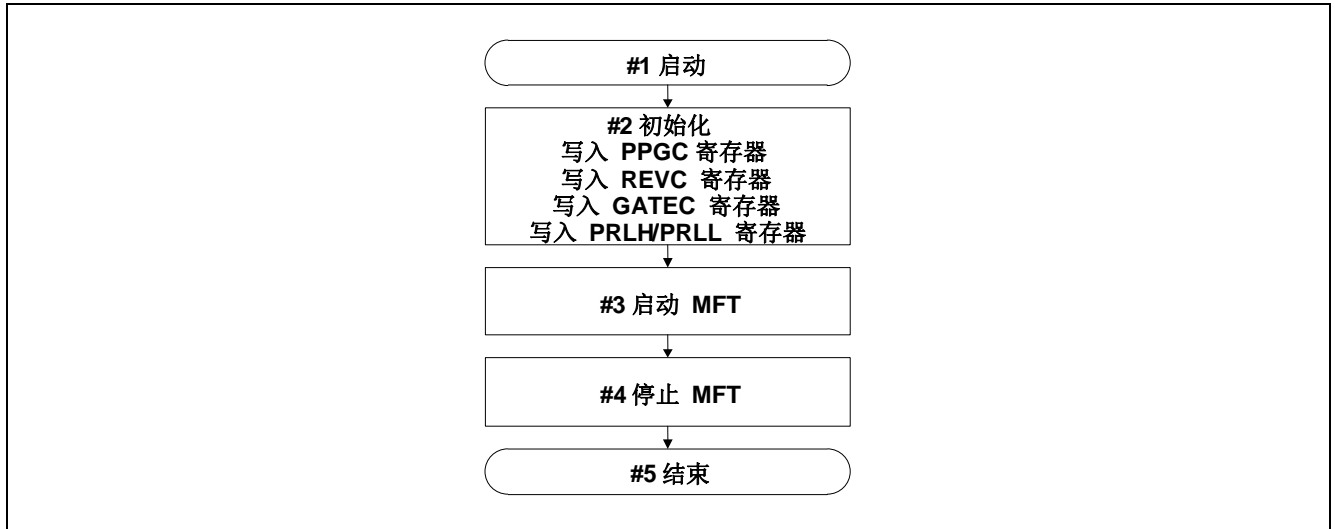 #1 启动
#2 初始化
写入 PPGC 寄存器
写入 REVC 寄存器
写入 GATEC 寄存器
写入 PRLH/PRLL 寄存器
#3 启动 MFT
#4 停止 MFT
#5 结束